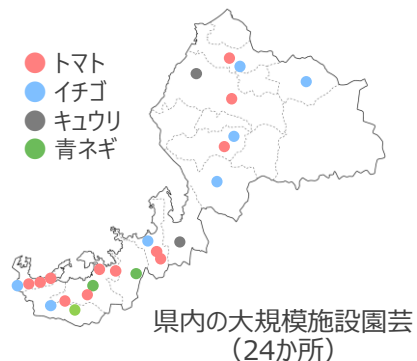 トマト
イチゴ
キュウリ
青ネギ
県内の大規模施設園芸
（24か所）